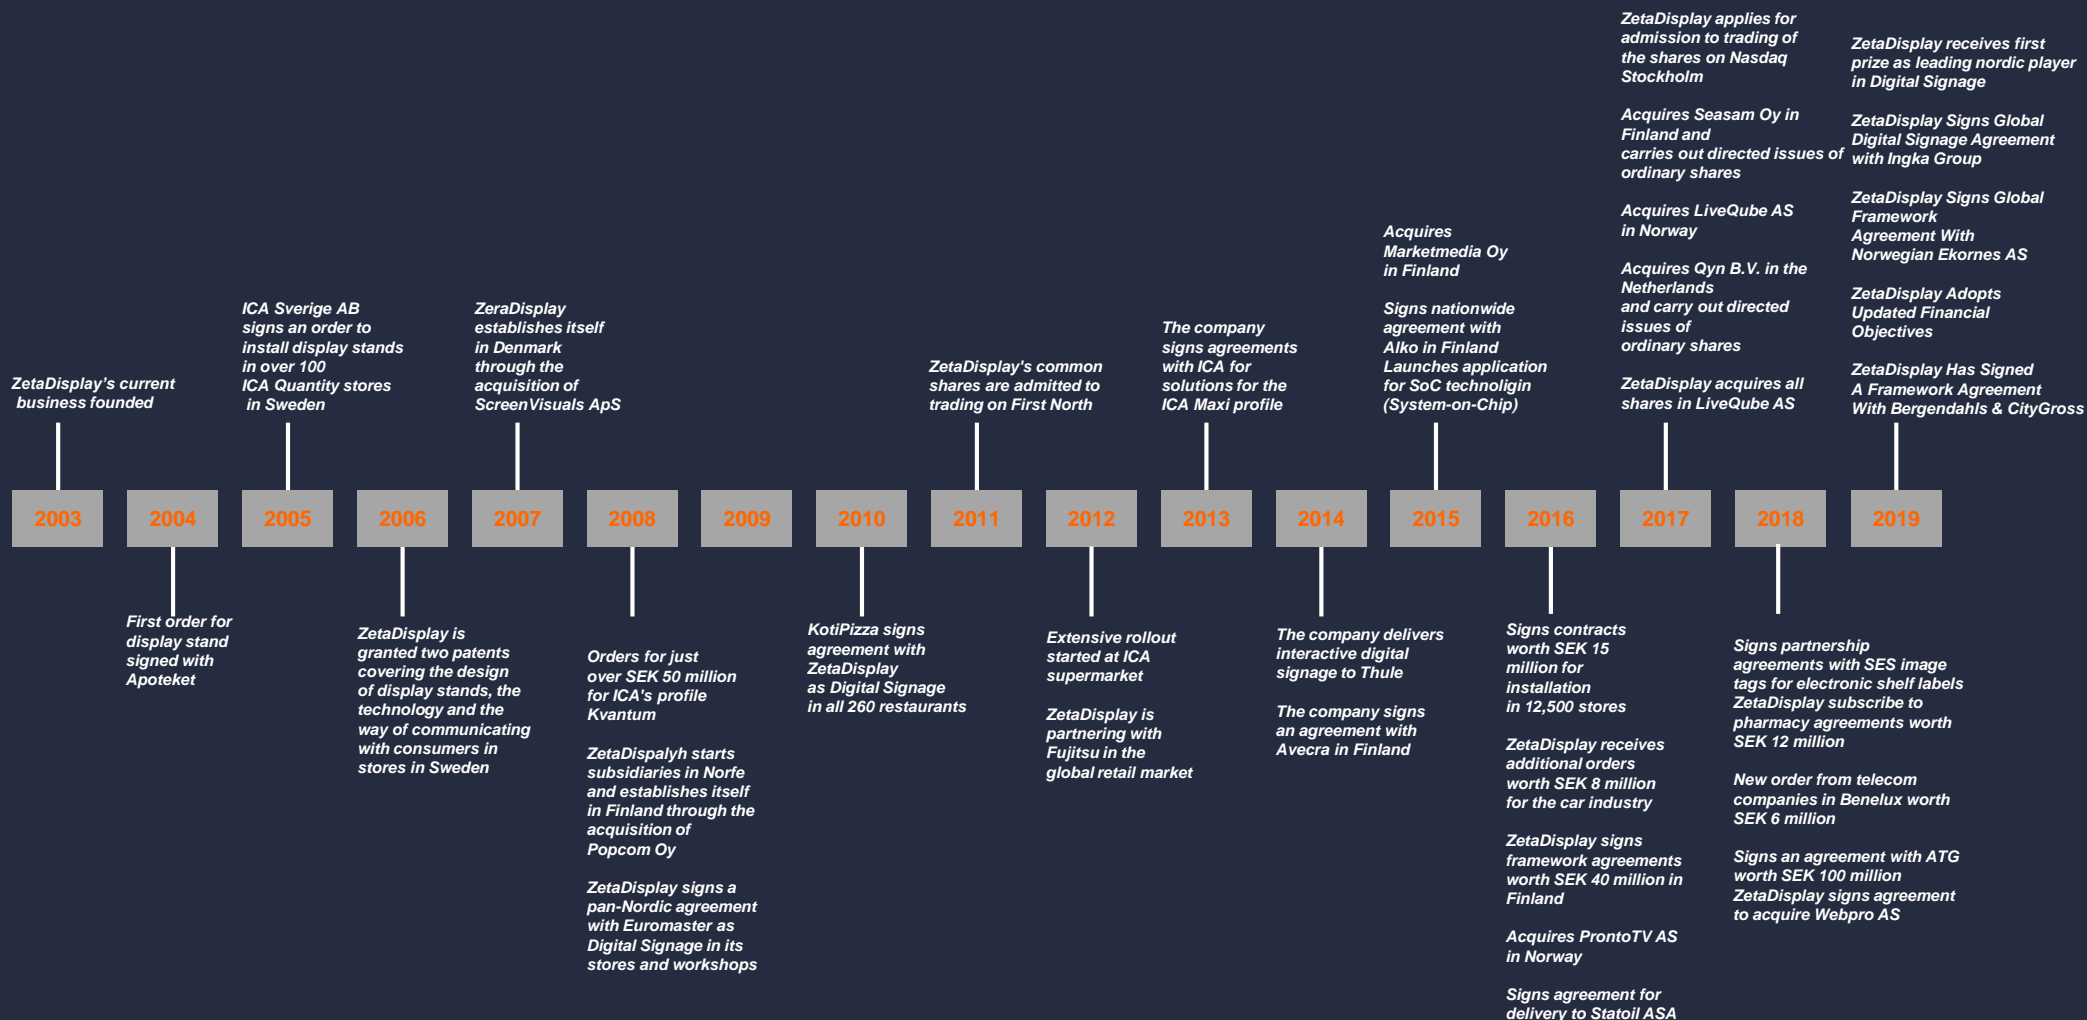 ZetaDisplay's current
business founded
2003
2004
First order for
display stand
signed with
Apoteket
ICA Sverige AB
signs an order to
install display stands
in over 100
ICA Quantity stores
in Sweden
2005
2006
ZetaDisplay is
granted two patents
covering the design
of display stands, the
technology and the
way of communicating
with consumers in
stores in Sweden
ZeraDisplay
establishes itself
in Denmark
through the
acquisition of
ScreenVisuals ApS
2007
2008
Orders for just
over SEK 50 million
for ICA's profile
Kvantum
ZetaDispalyh starts
subsidiaries in Norfe
and establishes itself
in Finland through the
acquisition of
Popcom Oy
ZetaDisplay signs a
pan-Nordic agreement
with Euromaster as
Digital Signage in its
stores and workshops
2009
2010
KotiPizza signs
agreement with
ZetaDisplay
as Digital Signage
in all 260 restaurants
ZetaDisplay's common
shares are admitted to
trading on First North
2011
2012
Extensive rollout
started at ICA
supermarket
ZetaDisplay is
partnering with
Fujitsu in the
global retail market
The company
signs agreements
with ICA for
solutions for the
ICA Maxi profile
2013
2014
The company delivers
interactive digital
signage to Thule
The company signs
an agreement with
Avecra in Finland
Acquires
Marketmedia Oy
in Finland
Signs nationwide
agreement with
Alko in Finland
Launches application
for SoC technoligin
(System-on-Chip)
2015
2016
Signs contracts
worth SEK 15
million for
installation
in 12,500 stores
ZetaDisplay receives
additional orders
worth SEK 8 million
for the car industry
ZetaDisplay signs
framework agreements
worth SEK 40 million in
Finland
Acquires ProntoTV AS
in Norway
Signs agreement for
delivery to Statoil ASA
ZetaDisplay applies for
admission to trading of
the shares on Nasdaq
Stockholm
Acquires Seasam Oy in
Finland and
carries out directed issues of
ordinary shares
Acquires LiveQube AS
in Norway
Acquires Qyn B.V. in the
Netherlands
and carry out directed
issues of
ordinary shares
ZetaDisplay acquires all
shares in LiveQube AS
2017
2018
Signs partnership
agreements with SES image
tags for electronic shelf labels
ZetaDisplay subscribe to
pharmacy agreements worth
SEK 12 million
New order from telecom
companies in Benelux worth
SEK 6 million
Signs an agreement with ATG
worth SEK 100 million
ZetaDisplay signs agreement
to acquire Webpro AS
ZetaDisplay receives first
prize as leading nordic player
in Digital Signage
ZetaDisplay Signs Global
Digital Signage Agreement
with Ingka Group
ZetaDisplay Signs Global
Framework
Agreement With
Norwegian Ekornes AS
ZetaDisplay Adopts
Updated Financial
Objectives
ZetaDisplay Has Signed
A Framework Agreement
With Bergendahls & CityGross
2019